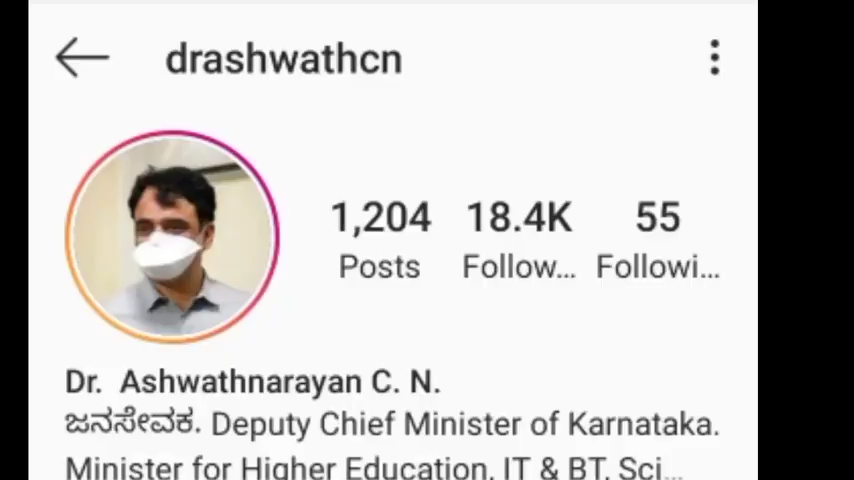 drashwathcn
1,204 18.4K 55
Posts Follow... Followi...
Dr. Ashwathnarayan C. N.
ಜನಸೇವಕ. Deputy Chief Minister of Karnataka.
Minister for Higher Education, IT & BT, Sci...